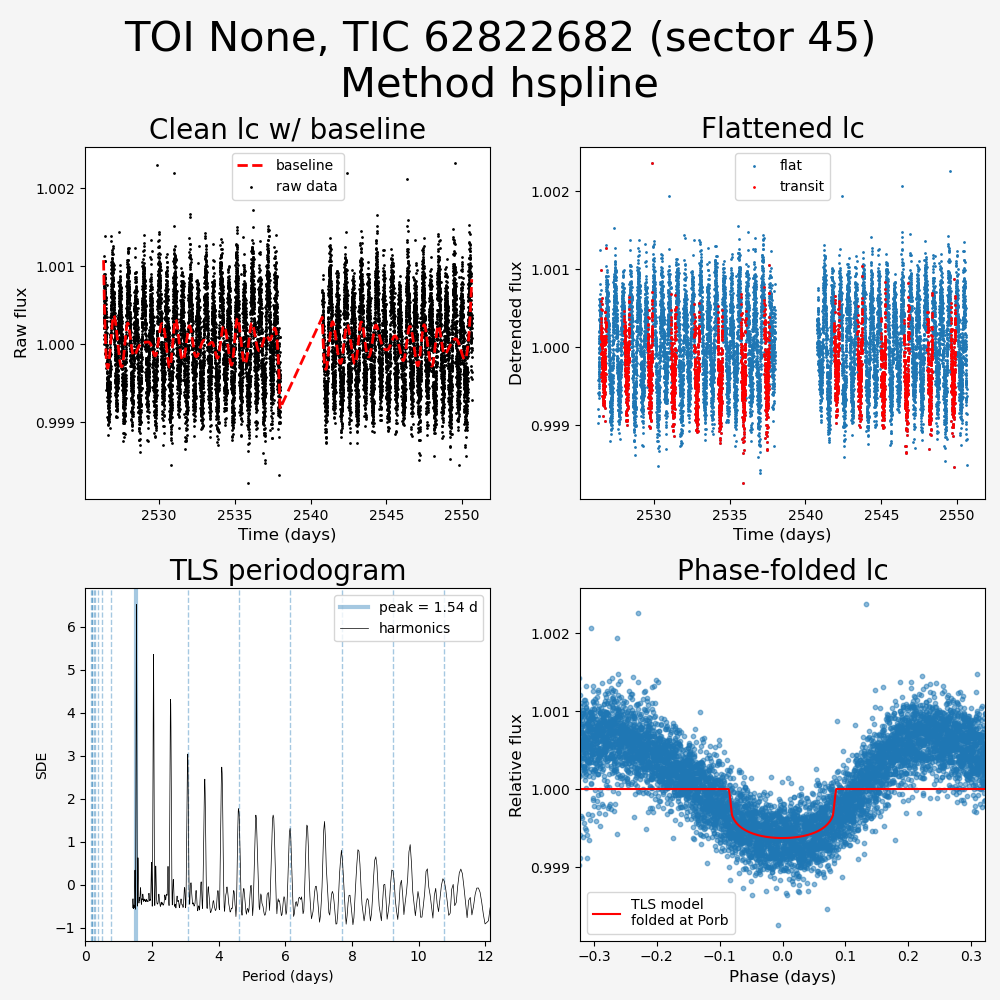 TOI None, TIC 62822682 (sector 45)
Method hspline
Clean lc w/ baseline
baseline
raw data
1.002
1.001
1.000
0.999
Raw flux
2530
2535
2540
2545
2550
Time (days)
Flattened lc
flat
transit
1.002
1.001
1.000
0.999
Detrended flux
2530
2535
2540
2545
2550
Time (days)
TLS periodogram
peak = 1.54 d
harmonics
6
5
4
3
2
1
0
−1
SDE
0
2
4
6
8
10
12
Period (days)
Phase-folded lc
1.002
1.001
1.000
0.999
Relative flux
TLS model
folded at Porb
−0.3
−0.2
−0.1
0.0
0.1
0.2
0.3
Phase (days)